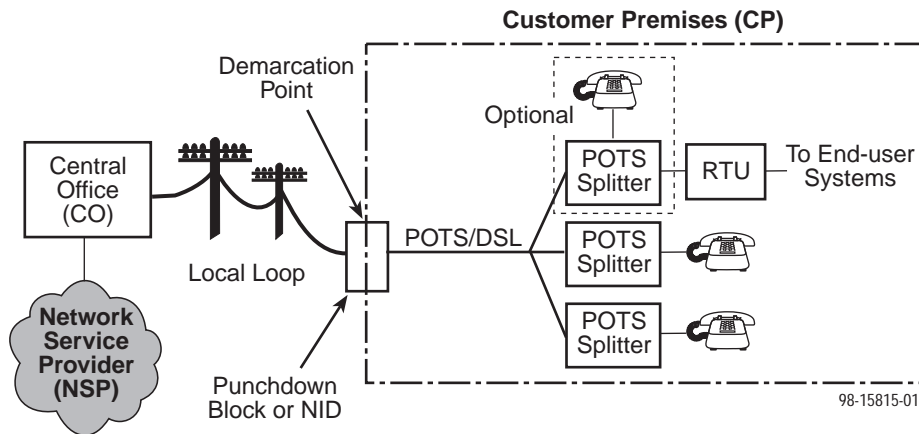 Customer Premises (CP)
Demarcation
Point
Optional
Central
Office
(CO)
POTS
Splitter
RTU
To End-user
Systems
POTS/DSL
POTS
Splitter
Local Loop
Network
Service
Provider
(NSP)
POTS
Splitter
Punchdown
Block or NID
98-15815-01